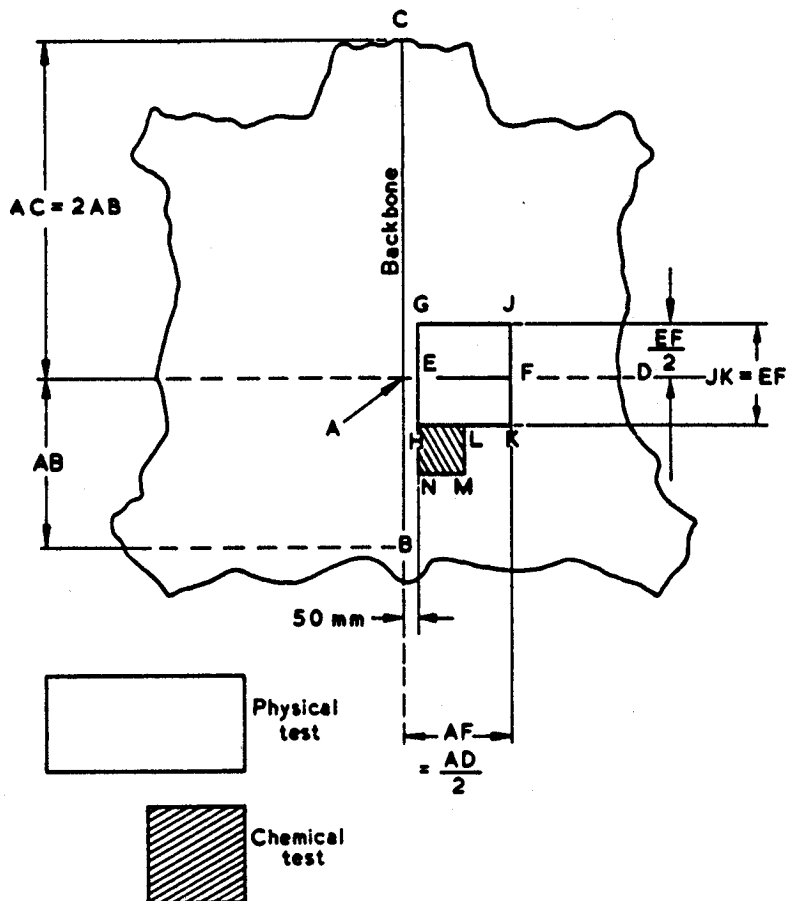 C
AC = 2AB
Backbone
G
J
EF
2
E
F
D
JK = EF
A
H
L
K
AB
N
M
B
50 mm
AF
= AD
2
Physical
test
Chemical
test